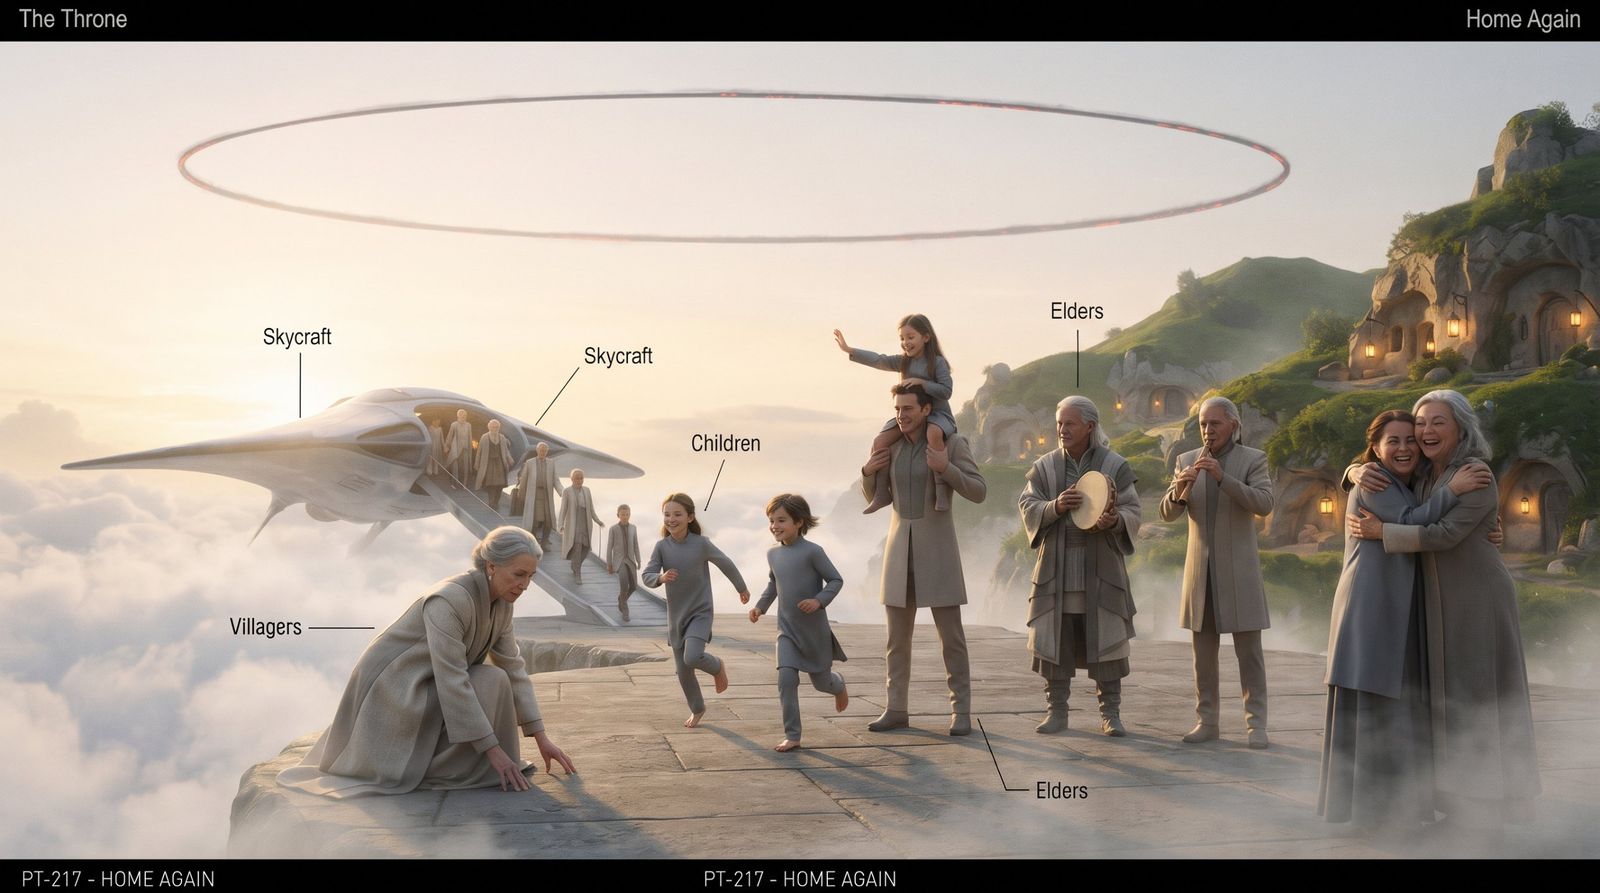 The Throne
Home Again
Elders
Skycraft
Skycraft
Children
Villagers
Elders
PT-217 - HOME AGAIN
PT-217 - HOME AGAIN